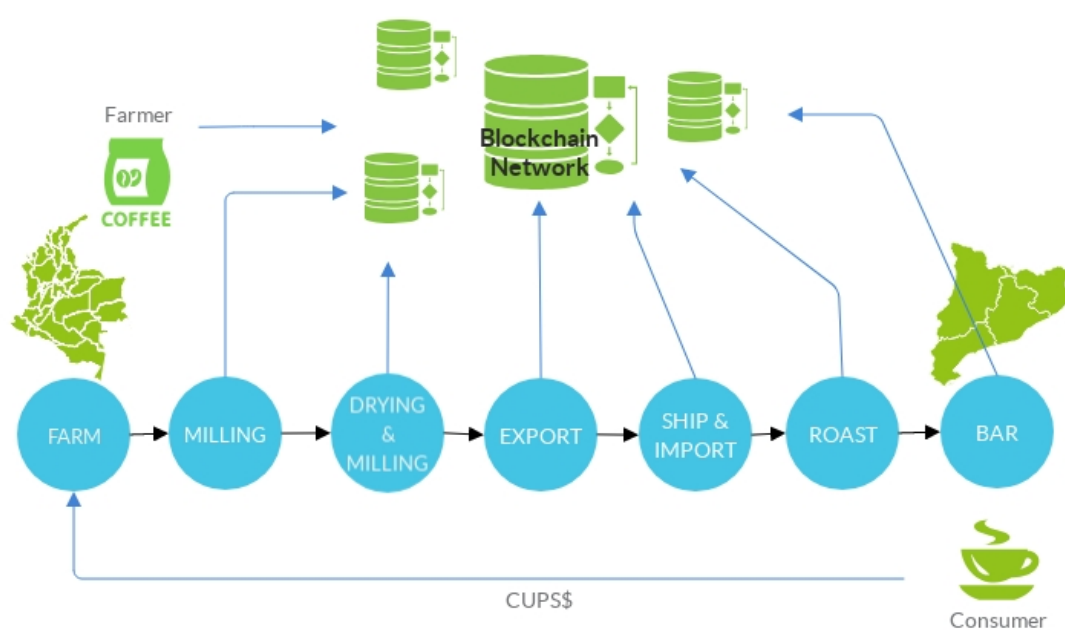 Farmer
COFFEE
Blockchain
Network
FARM
MILLING
DRYING
&
MILLING
EXPORT
SHIP &
IMPORT
ROAST
BAR
CUPS$
Consumer